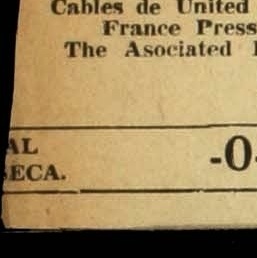 Cables de United
France Press
The Asociated
AL
ECA.
-0-